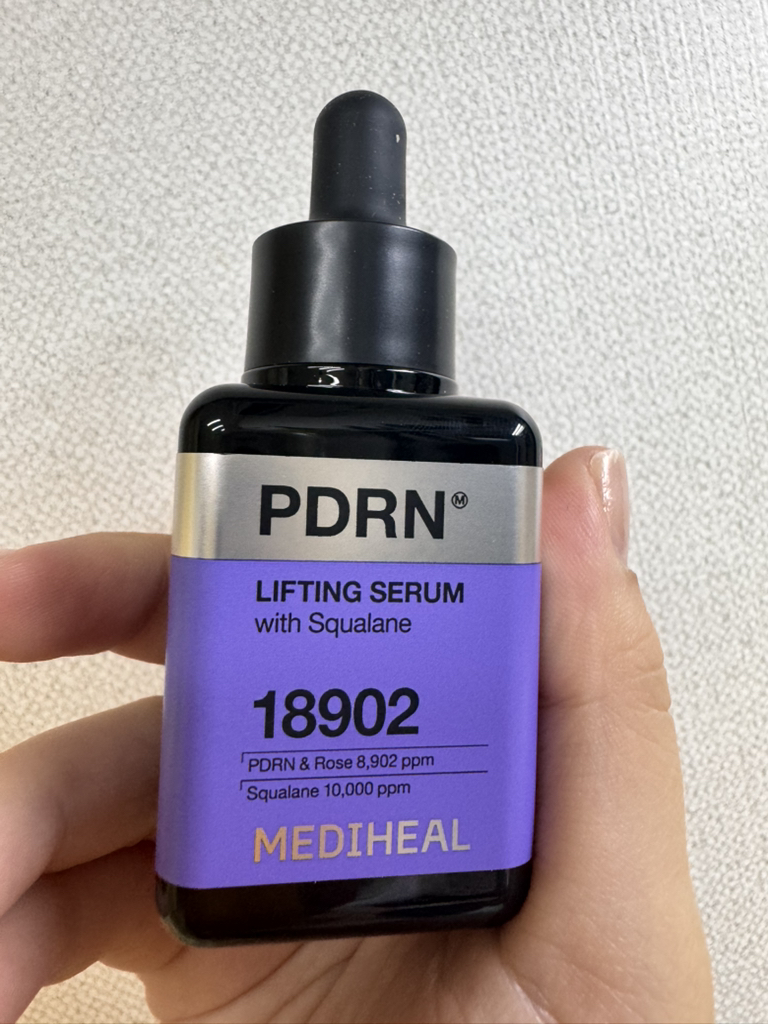 PDRN Ⓜ
LIFTING SERUM
with Squalane
18902
PDRN & Rose 8,902 ppm
Squalane 10,000 ppm
MEDIHEAL